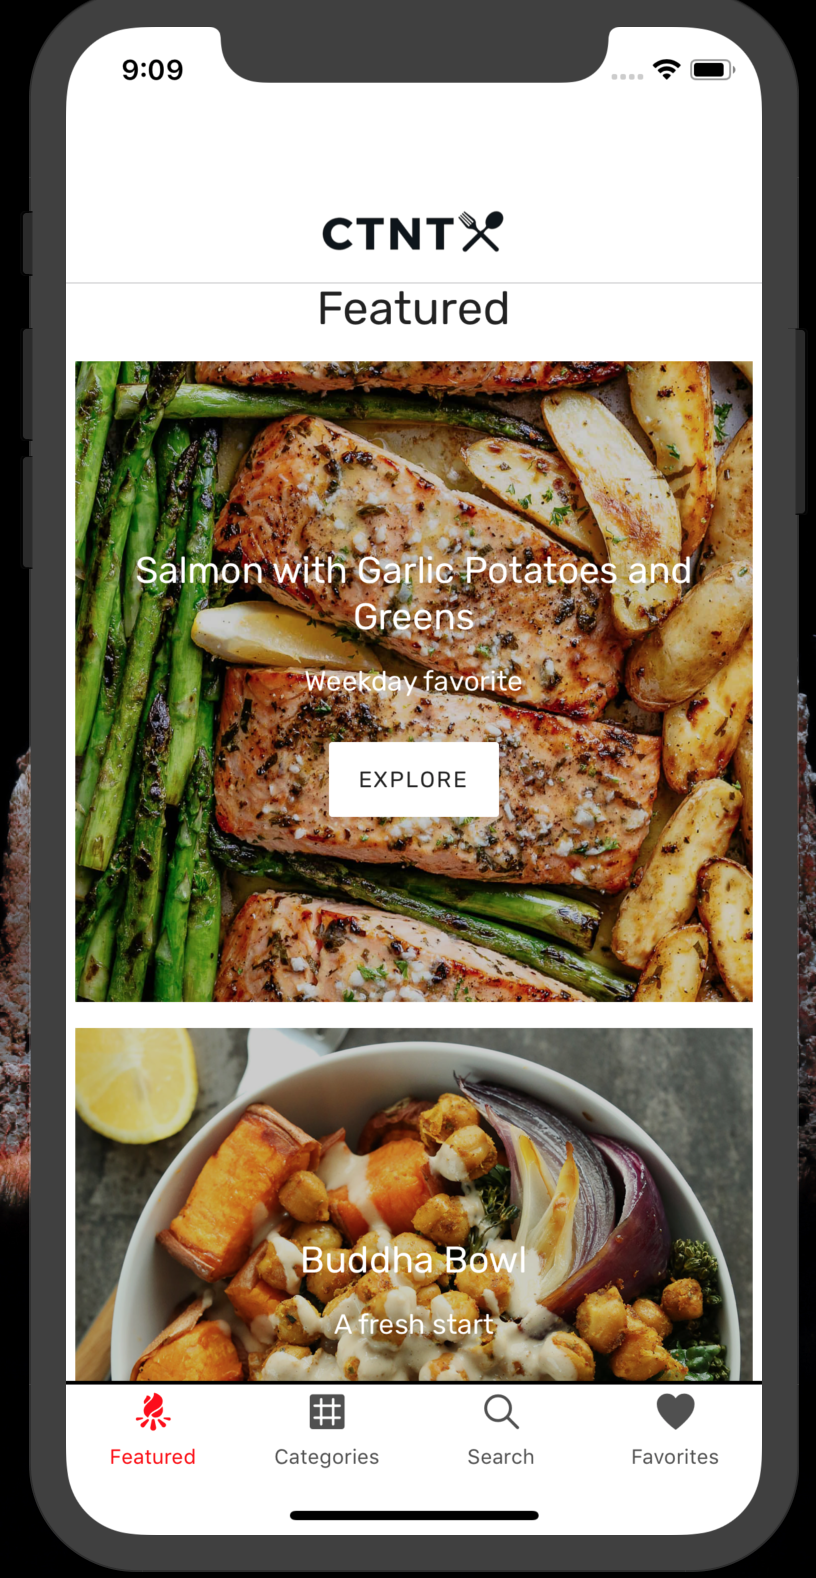 9:09
CTNT
Featured
Salmon with Garlic Potatoes and
Greens
Weekday favorite
EXPLORE
Buddha Bowl
A fresh start
Featured
Categories
Search
Favorites